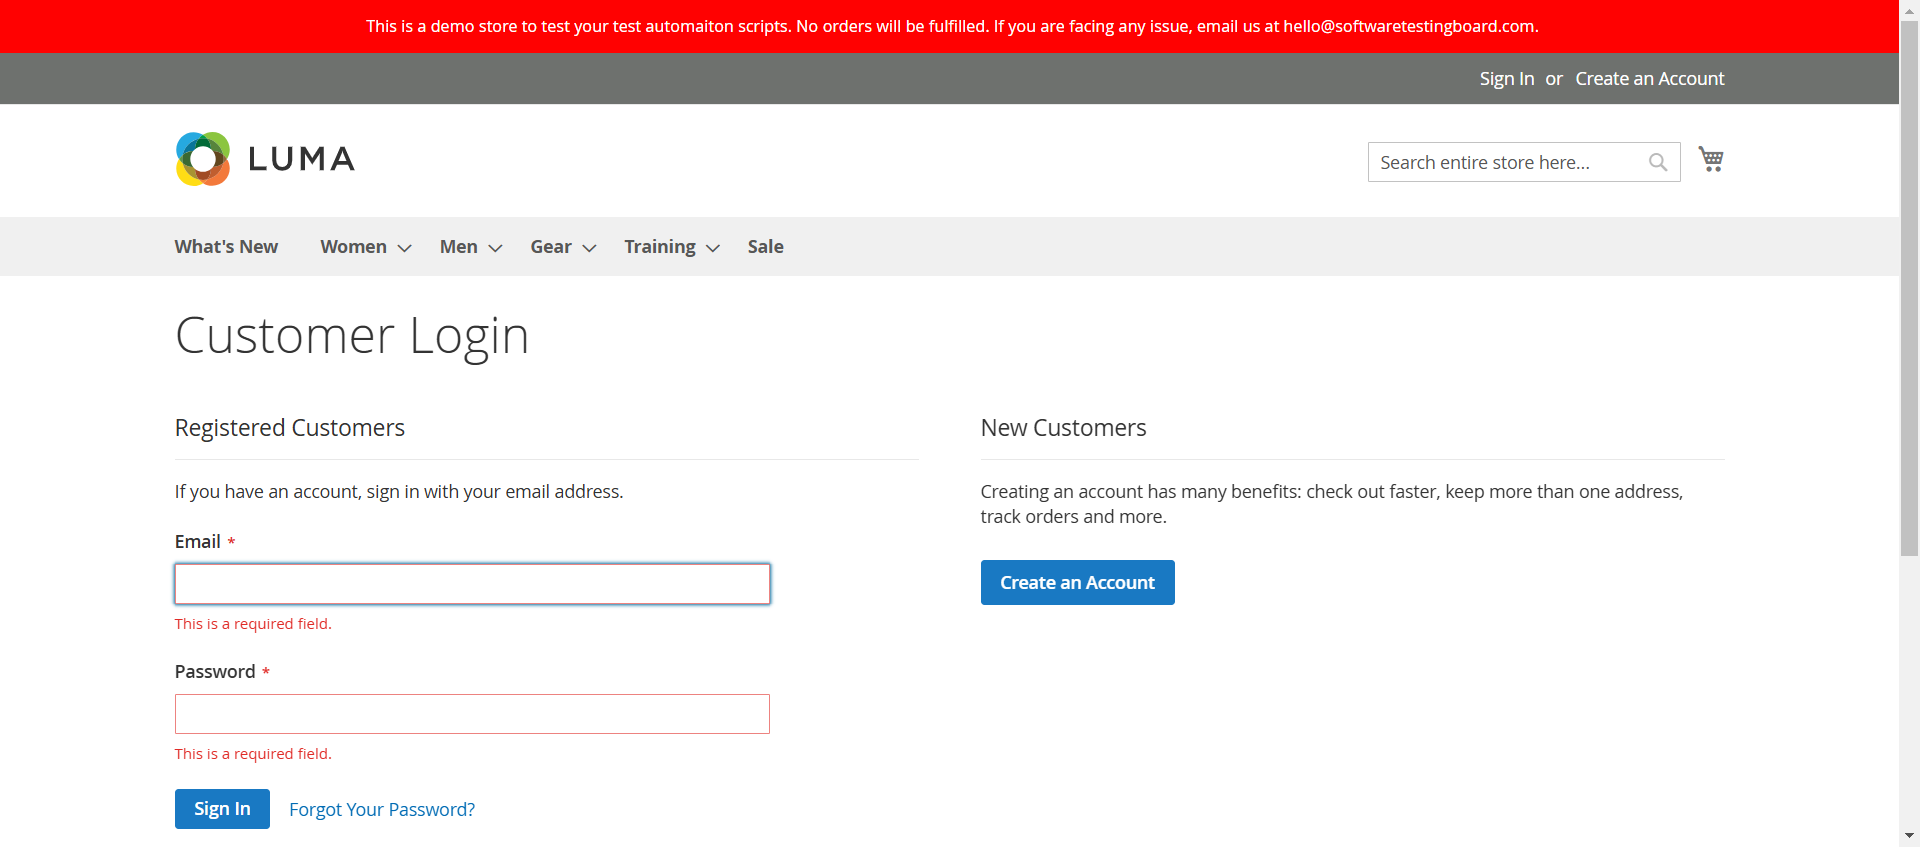 This is a demo store to test your test automaiton scripts. No orders will be fulfilled. If you are facing any issue, email us at hello@softwaretestingboard.com.
Sign In or Create an Account
LUMA
Search entire store here...
What's New Women Men Gear Training Sale
Customer Login
Registered Customers
If you have an account, sign in with your email address.
Email *
This is a required field.
Password *
This is a required field.
Sign In Forgot Your Password?
New Customers
Creating an account has many benefits: check out faster, keep more than one address,
track orders and more.
Create an Account